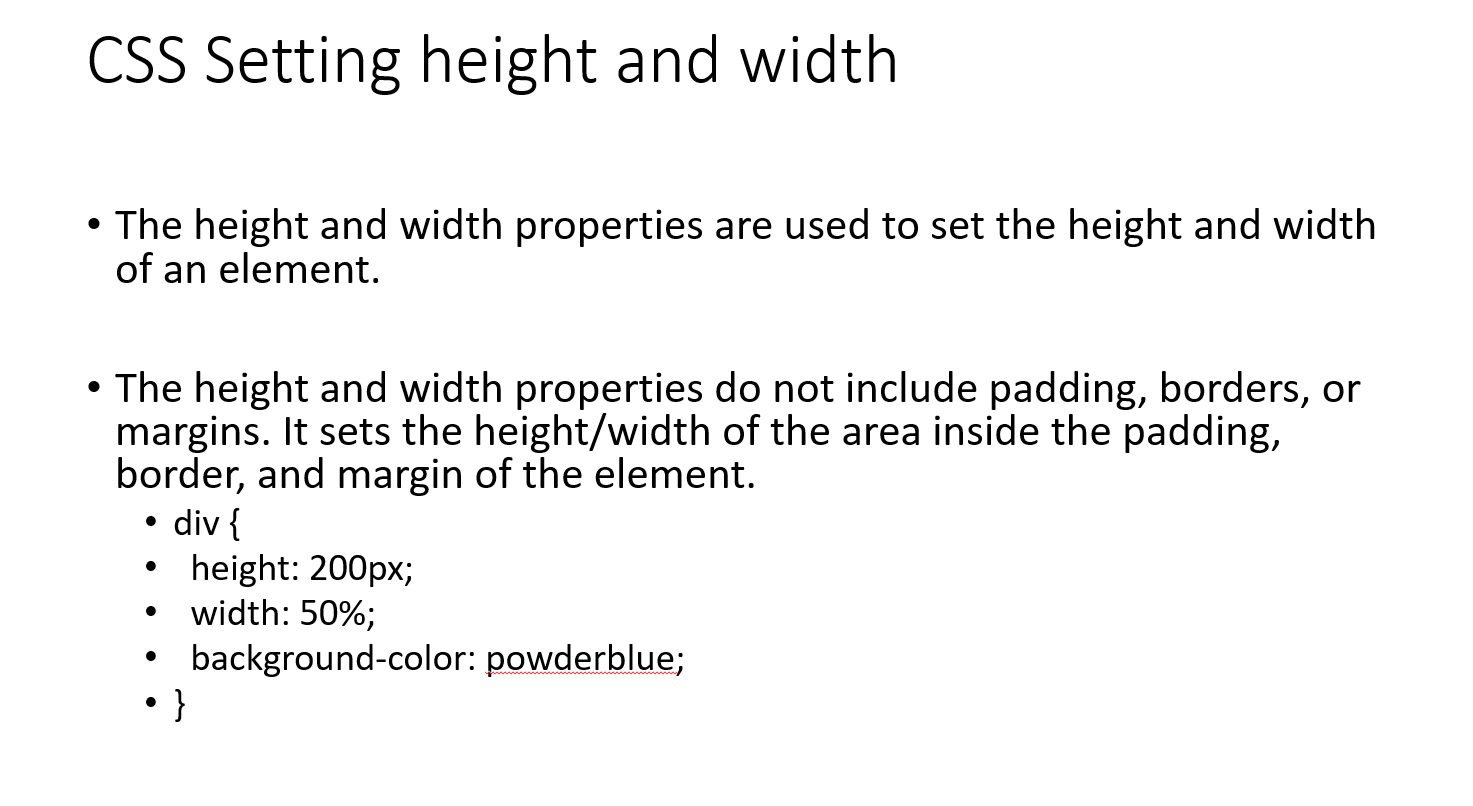 CSS Setting height and width
• The height and width properties are used to set the height and width
of an element.
• The height and width properties do not include padding, borders, or
margins. It sets the height/width of the area inside the padding,
border, and margin of the element.
• div {
• height: 200px;
• width: 50%;
• background-color: powderblue;
• }